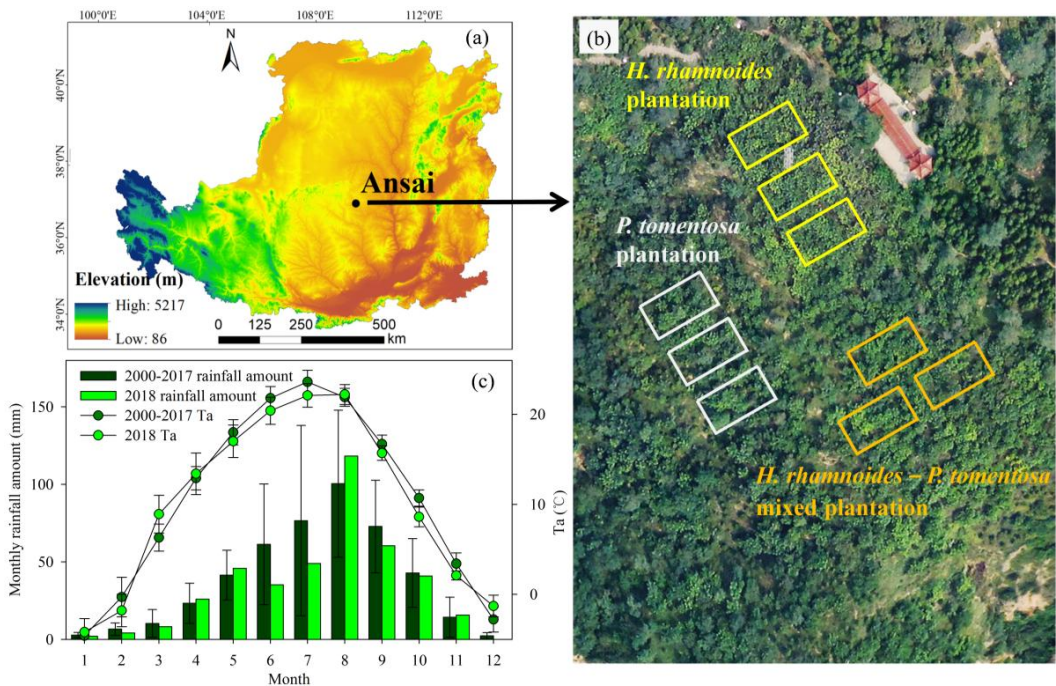 100°0'E 104°0'E 108°0'E 112°0'E
(a)
N
40°0'N
38°0'N
36°0'N
34°0'N
Ansai
Elevation (m)
High: 5217
Low: 86
0 125 250 500
km
(b)
H. rhamnoides
plantation
P. tomentosa
plantation
H. rhamnoides – P. tomentosa
mixed plantation
(c)
2000-2017 rainfall amount
2018 rainfall amount
2000-2017 Ta
2018 Ta
Monthly rainfall amount (mm)
150
100
50
0
Ta (℃)
20
10
0
1 2 3 4 5 6 7 8 9 10 11 12
Month